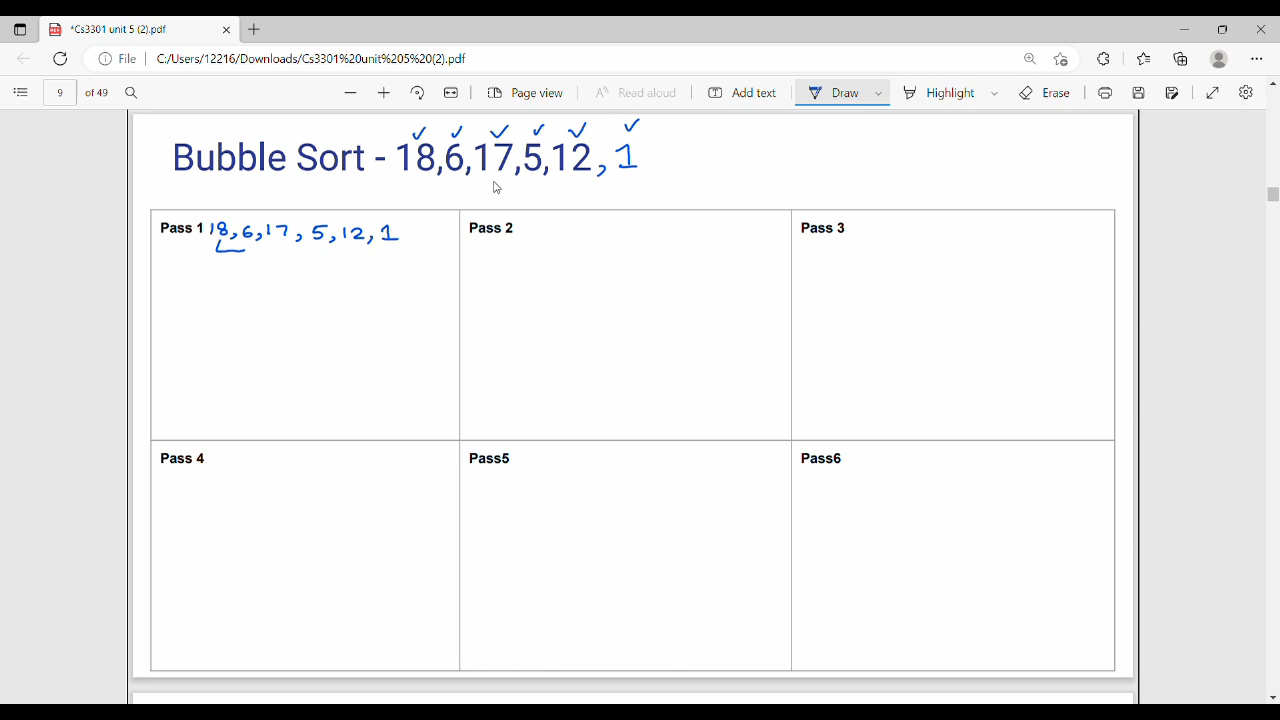 *Cs3301 unit 5 (2).pdf
File C:/Users/12216/Downloads/Cs3301%20unit%205%20(2).pdf
9 of 49 Page view Read aloud Add text Draw Highlight Erase
Bubble Sort - 18,6,17,5,12,1
Pass 1 18,6,17,5,12,1
Pass 2
Pass 3
Pass 4
Pass5
Pass6